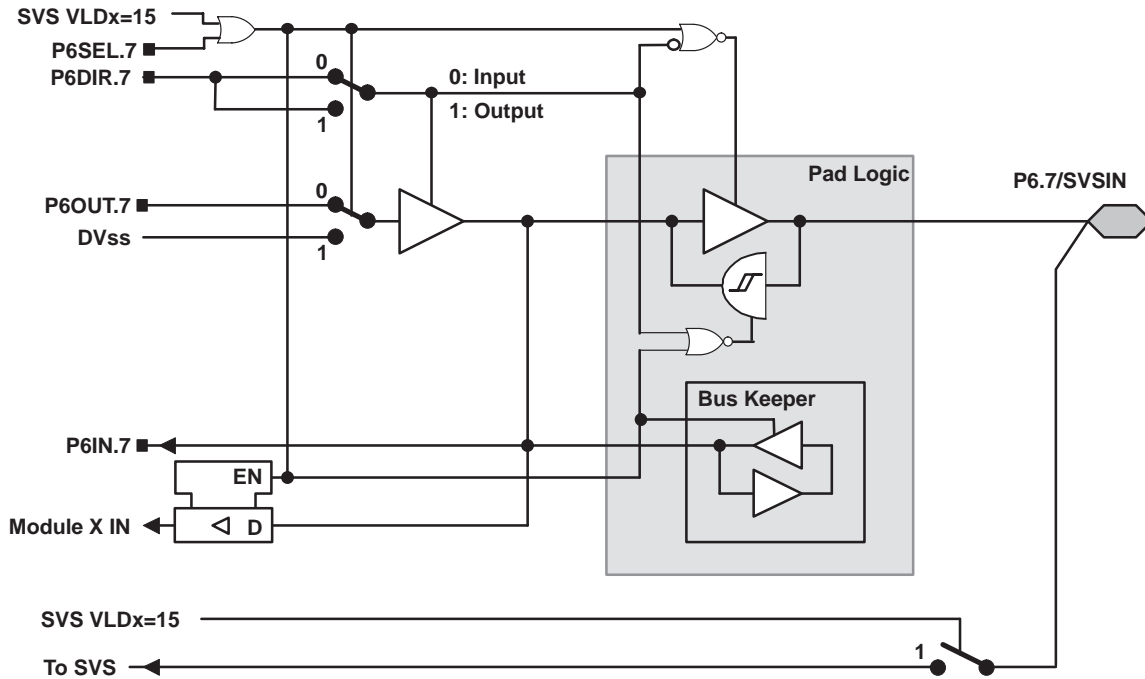 SVS VLDx=15
P6SEL.7
P6DIR.7
0
0: Input
1: Output
1
Pad Logic
P6.7/SVSIN
0
P6OUT.7
DVss
1
Bus Keeper
P6IN.7
EN
Module X IN
D
SVS VLDx=15
1
To SVS